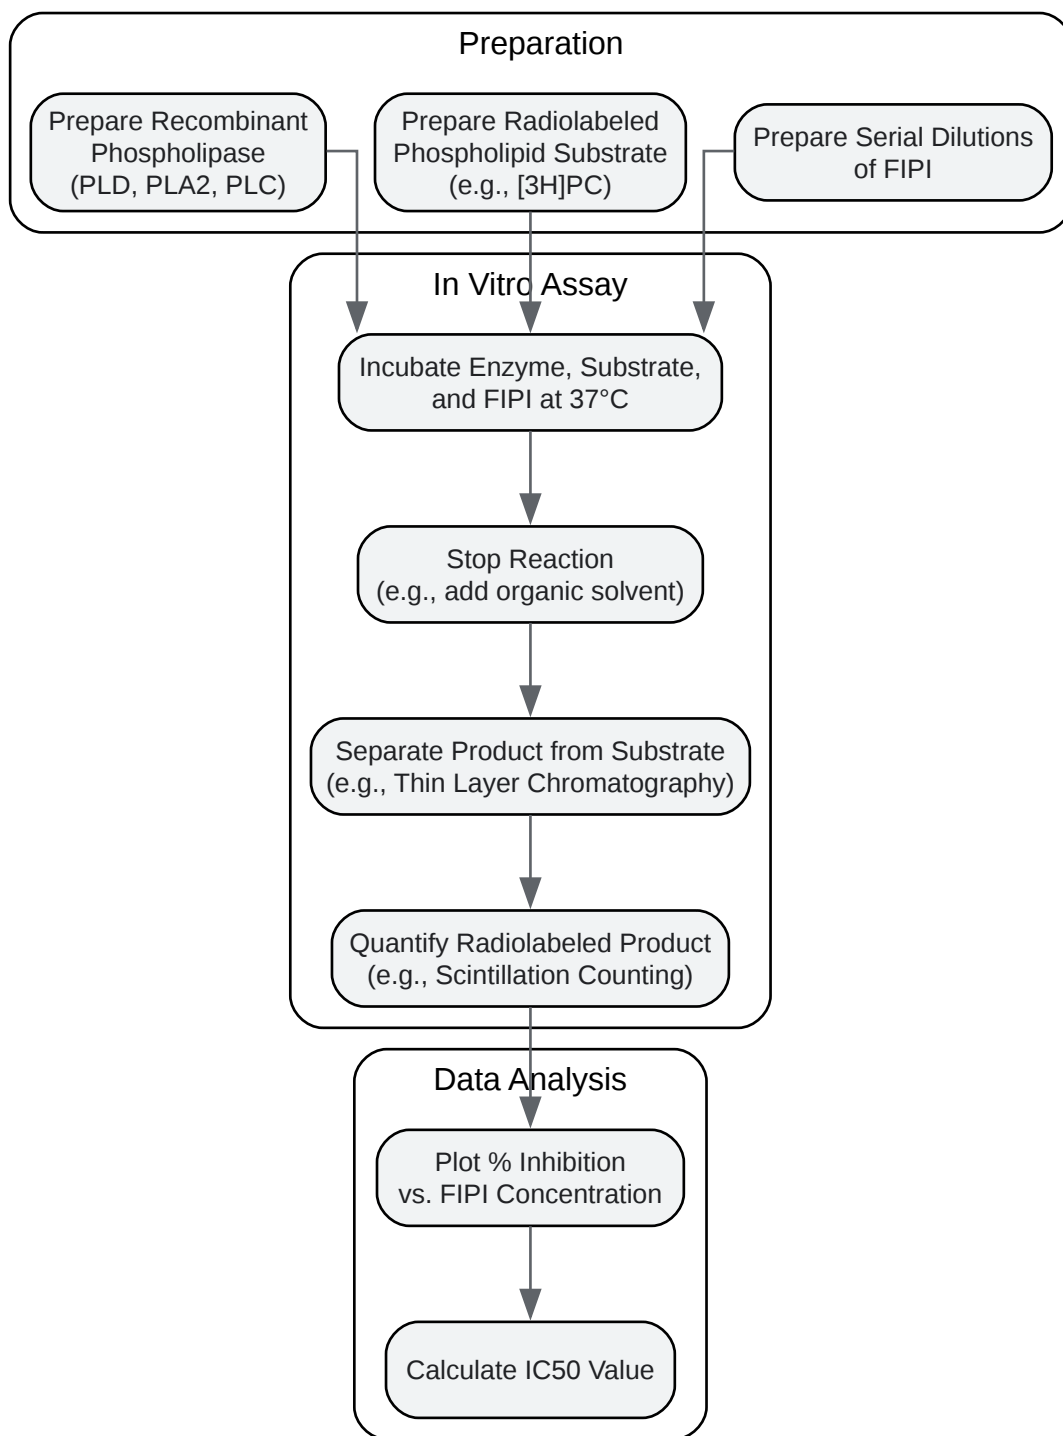 Preparation
Prepare Recombinant
Phospholipase
(PLD, PLA2, PLC)
Prepare Radiolabeled
Phospholipid Substrate
(e.g., [3H]PC)
Prepare Serial Dilutions
of FIPI
In Vitro Assay
Incubate Enzyme, Substrate,
and FIPI at 37°C
Stop Reaction
(e.g., add organic solvent)
Separate Product from Substrate
(e.g., Thin Layer Chromatography)
Quantify Radiolabeled Product
(e.g., Scintillation Counting)
Data Analysis
Plot % Inhibition
vs. FIPI Concentration
Calculate IC50 Value